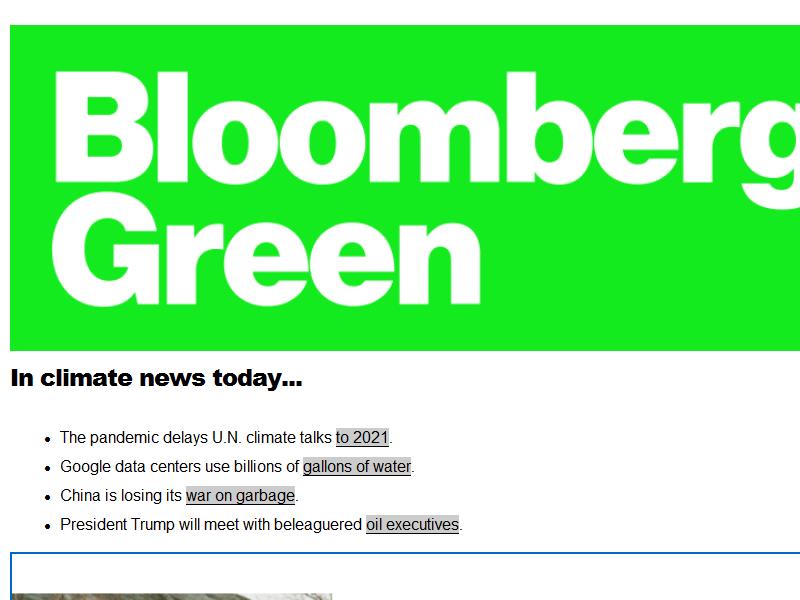 Bloomberg
Green
In climate news today...
The pandemic delays U.N. climate talks to 2021.
Google data centers use billions of gallons of water.
China is losing its war on garbage.
President Trump will meet with beleaguered oil executives.